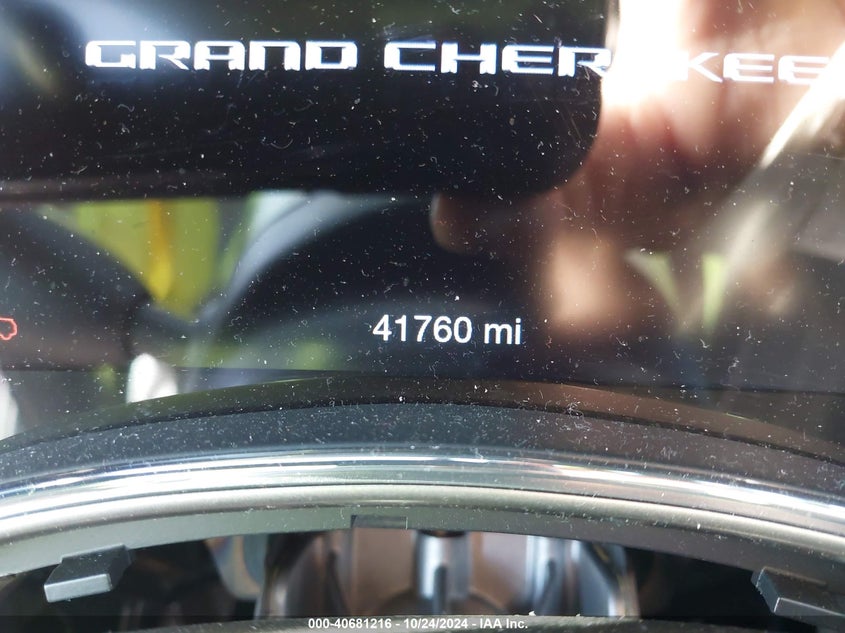 GRAND CHEROKEE
41760 mi
000-40681216 - 10/24/2024 - IAA Inc.